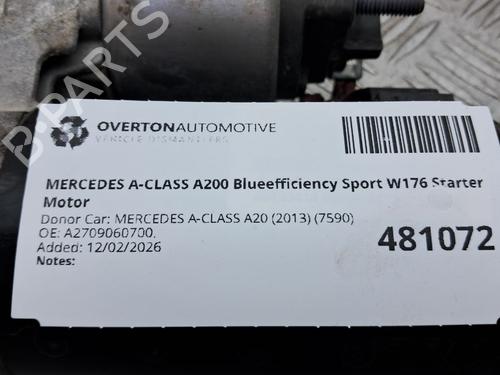 B-PARTS
OVERTONAUTOMOTIVE
VEHICLE DISMANTLERS
MERCEDES A-CLASS A200 Blueefficiency Sport W176 Starter
Motor
Donor Car: MERCEDES A-CLASS A20 (2013) (7590)
OE: A2709060700,
Added: 12/02/2026
Notes:
481072